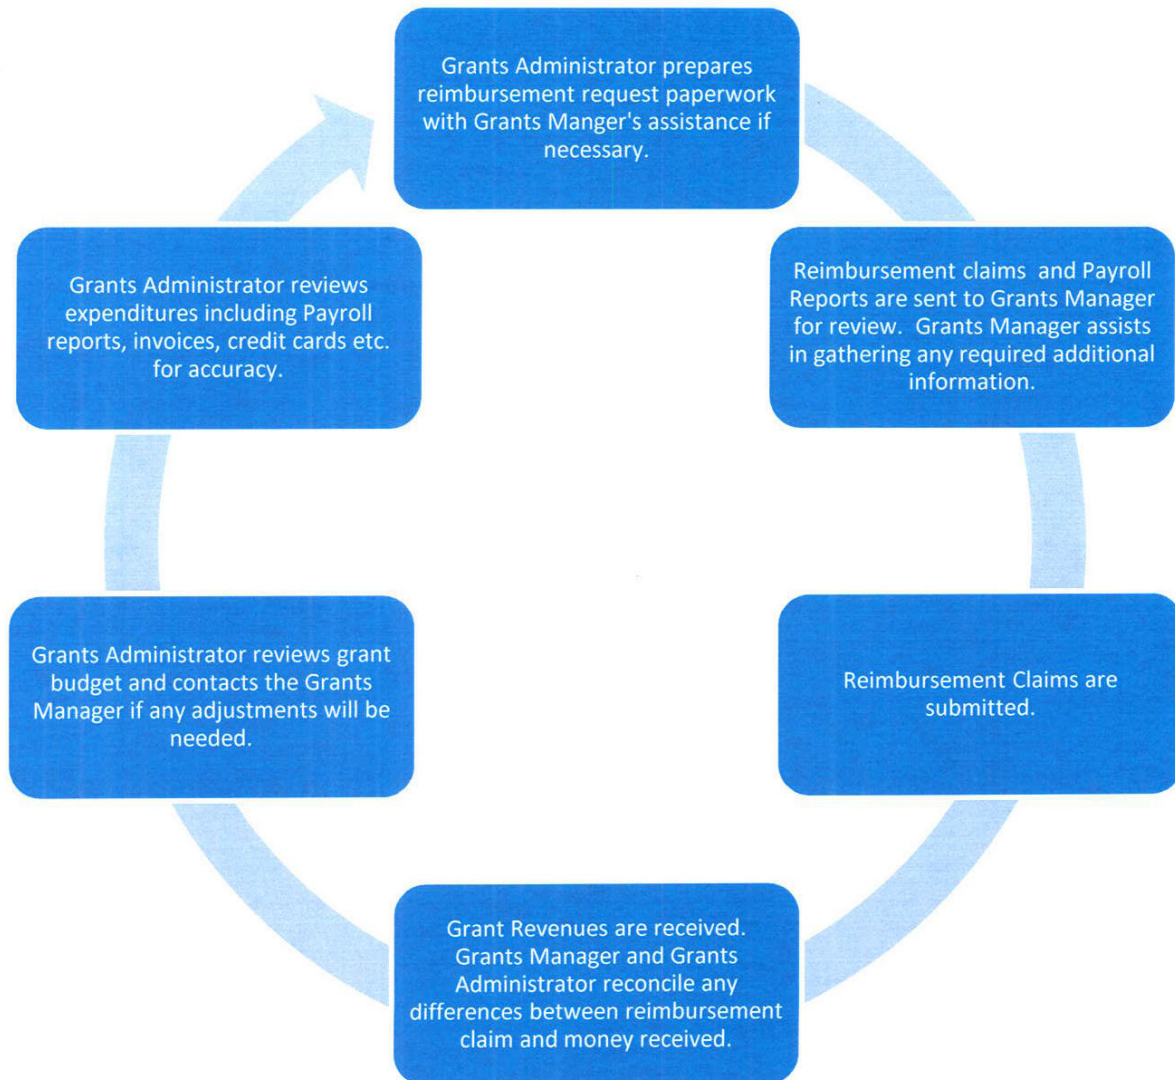 Grants Administrator prepares
reimbursement request paperwork
with Grants Manger's assistance if
necessary.
Reimbursement claims and Payroll
Reports are sent to Grants Manager
for review. Grants Manager assists
in gathering any required additional
information.
Reimbursement Claims are
submitted.
Grant Revenues are received.
Grants Manager and Grants
Administrator reconcile any
differences between reimbursement
claim and money received.
Grants Administrator reviews grant
budget and contacts the Grants
Manager if any adjustments will be
needed.
Grants Administrator reviews
expenditures including Payroll
reports, invoices, credit cards etc.
for accuracy.